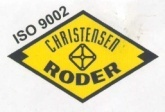 ISO 9002
CHRISTENSEN
RODER